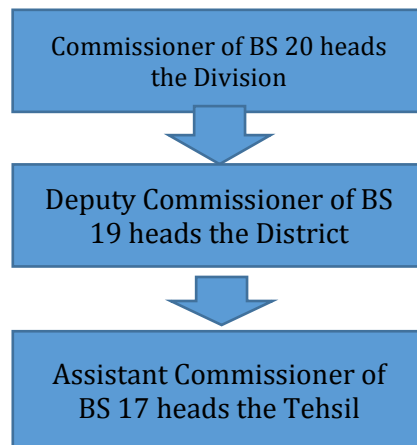 Commissioner of BS 20 heads
the Division
Deputy Commissioner of BS
19 heads the District
Assistant Commissioner of
BS 17 heads the Tehsil